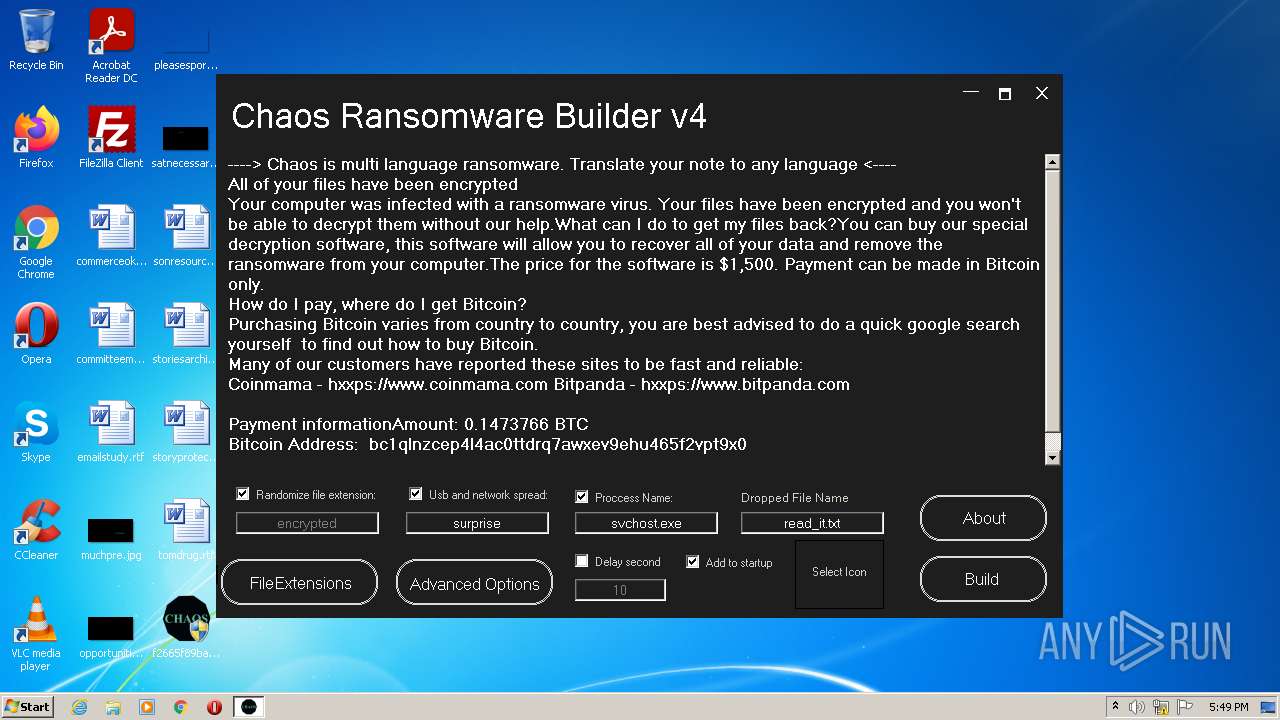 Recycle Bin
Acrobat
Reader DC
pleasespor...
Firefox
FileZilla Client
satnecessar...
Google
Chrome
commerceok...
sonresourc...
Opera
committeem...
storiesarchi...
Skype
emailstudy.rtf
storyprotec...
CCleaner
muchpre.jpg
tomdrug.rtf
VLC media
player
opportuniti...
CHAOS
f2665f89ba...
Chaos Ransomware Builder v4
----> Chaos is multi language ransomware. Translate your note to any language <----
All of your files have been encrypted
Your computer was infected with a ransomware virus. Your files have been encrypted and you won't
be able to decrypt them without our help.What can I do to get my files back?You can buy our special
decryption software, this software will allow you to recover all of your data and remove the
ransomware from your computer.The price for the software is $1,500. Payment can be made in Bitcoin
only.
How do I pay, where do I get Bitcoin?
Purchasing Bitcoin varies from country to country, you are best advised to do a quick google search
yourself  to find out how to buy Bitcoin.
Many of our customers have reported these sites to be fast and reliable:
Coinmama - hxxps://www.coinmama.com Bitpanda - hxxps://www.bitpanda.com
Payment informationAmount: 0.1473766 BTC
Bitcoin Address:  bc1qlnzcep4l4ac0ttdrq7awxev9ehu465f2vpt9x0
Randomize file extension:
Usb and network spread:
Proccess Name:
Dropped File Name
encrypted
surprise
svchost.exe
read_it.txt
About
Delay second
Add to startup
Select Icon
FileExtensions
Advanced Options
10
Build
ANY RUN
Start
5:49 PM